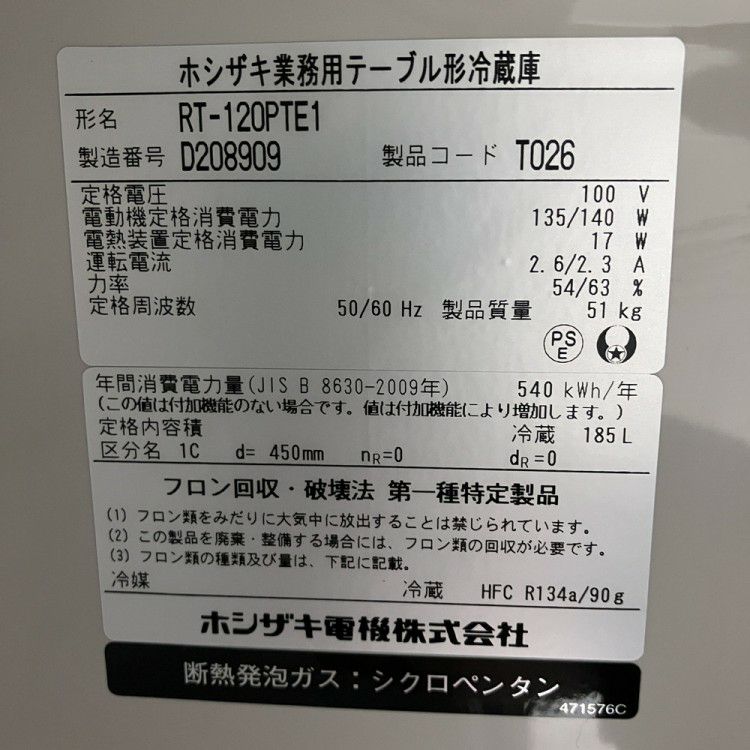 ホシザキ業務用テーブル形冷蔵庫
形名 RT-120PTE1
製造番号 D208909 製品コード T026
定格電圧 100 V
電動機定格消費電力 135/140 W
電熱装置定格消費電力 17 W
運転電流 2.6/2.3 A
力率 54/63 %
定格周波数 50/60 Hz 製品質量 51 kg
PS
E
年間消費電力量(JIS B 8630-2009年) 540 kWh/年
(この値は付加機能のない場合です。値は付加機能により増加します。)
定格内容積 冷蔵 185L
区分名 1C d= 450mm nR=0 dR=0
フロン回収・破壊法 第一種特定製品
(1) フロン類をみだりに大気中に放出することは禁じられています。
(2) この製品を廃棄・整備する場合には、フロン類の回収が必要です。
(3) フロン類の種類及び量は、下記に記載。
冷媒 冷蔵 HFC R134a/90g
ホシザキ電機株式会社
断熱発泡ガス：シクロペンタン
471576C